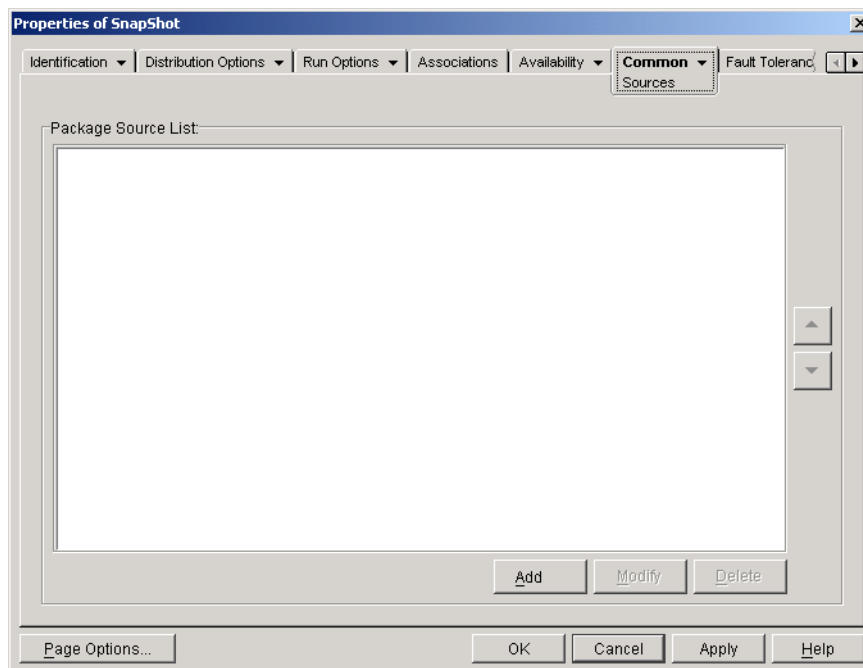 Properties of SnapShot
Identification Distribution Options Run Options Associations Availability Common Fault Toleranc
Sources
Package Source List:
Add Modify Delete
Page Options... OK Cancel Apply Help